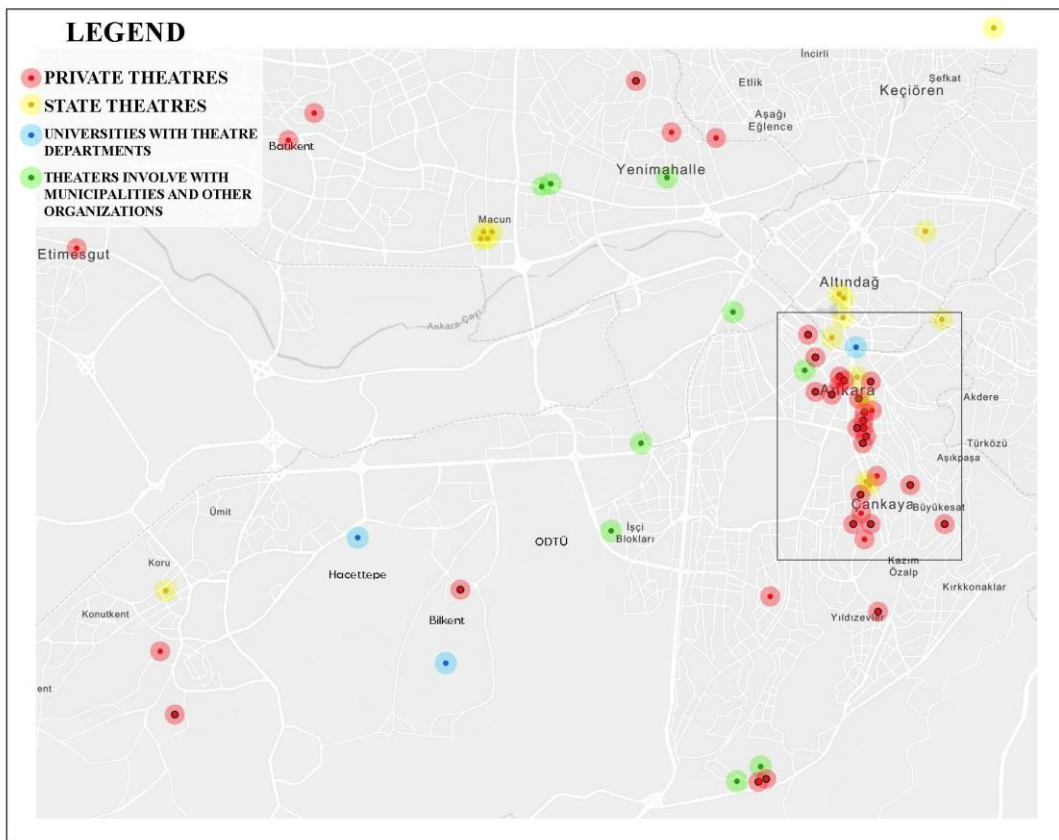 LEGEND
PRIVATE THEATRES
STATE THEATRES
UNIVERSITIES WITH THEATRE
DEPARTMENTS
THEATERS INVOLVE WITH
MUNICIPALITIES AND OTHER
ORGANIZATIONS
İncirli
Etlik
Şefkat
Keçiören
Aşağı
Eğlence
Batıkent
Yenimahalle
Macun
Etimesgut
Altındağ
Ankara Çayı
Ankara
Akdere
Türközü
Aşıkpaşa
Çankaya
Büyükesat
Ümit
İşçi
Blokları
ODTÜ
Koru
Hacettepe
Kazım
Özalp
Kırkkonaklar
Konutkent
Bilkent
Yıldızevler
ent